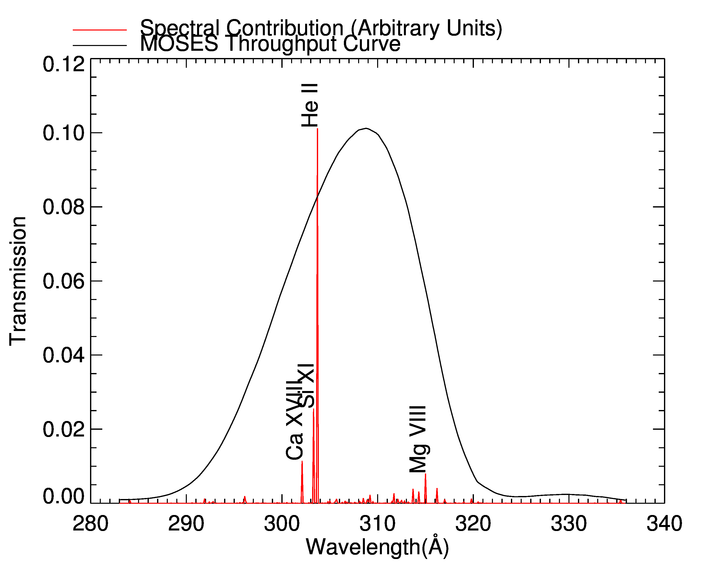 Spectral Contribution (Arbitrary Units)
MOSES Throughput Curve
0.12
0.10
0.08
0.06
0.04
0.02
0.00
Transmission
He II
Si XI
Ca XVIII
Mg VIII
280 290 300 310 320 330 340
Wavelength(Å)